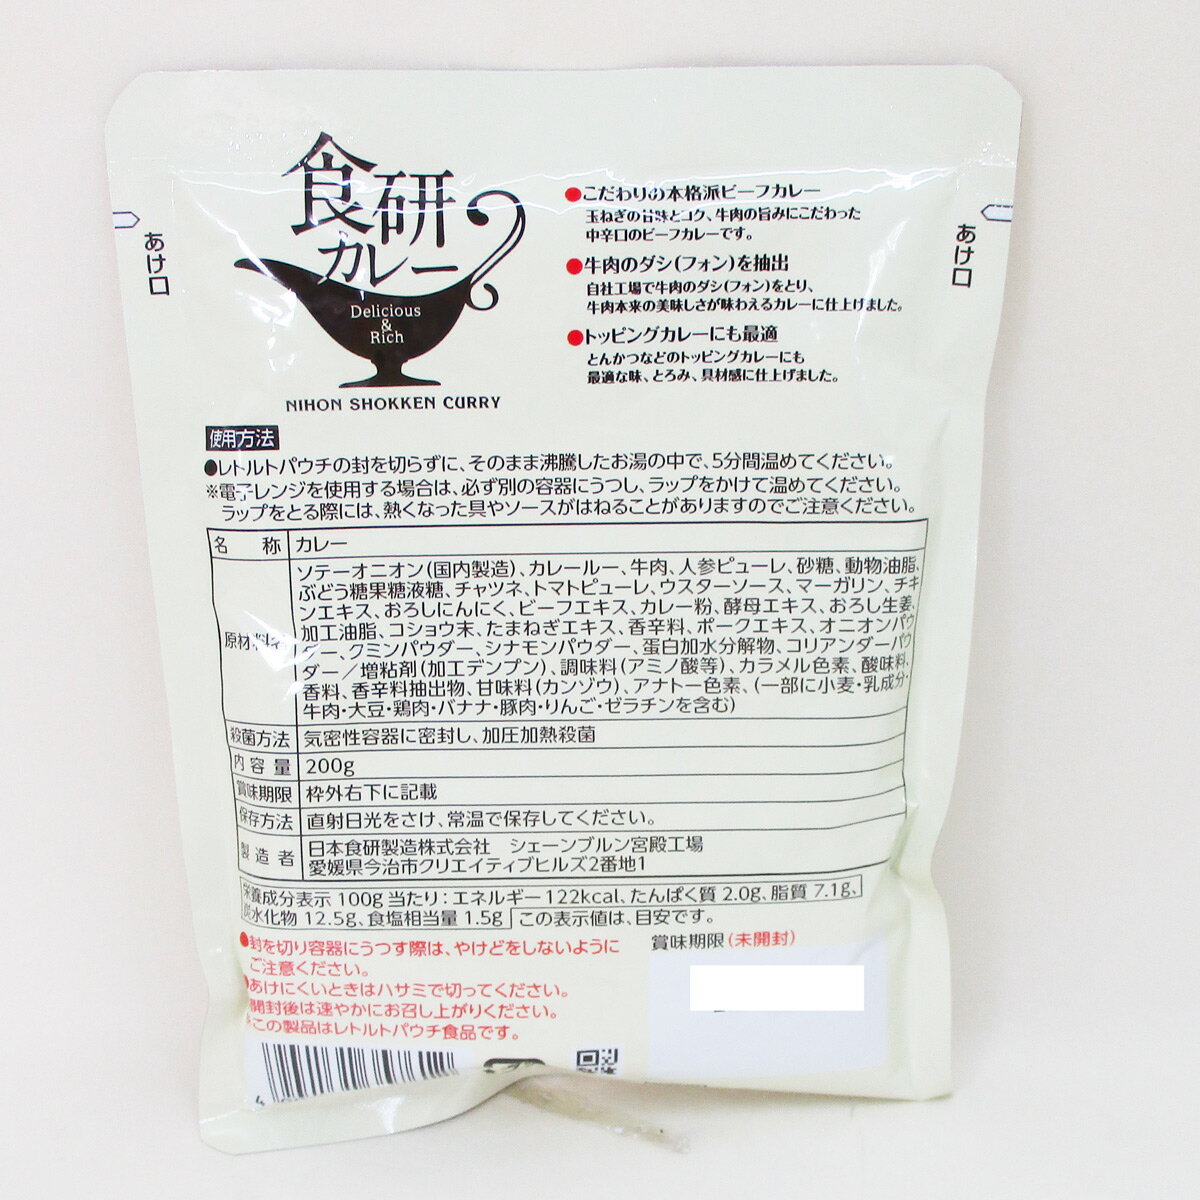 食研
カレー
Delicious
&
Rich
NIHON SHOKKEN CURRY
あけ口
あけ口
●こだわりの本格派ビーフカレー
玉ねぎの旨味とコク、牛肉の旨みにこだわった
中辛口のビーフカレーです。
●牛肉のダシ(フォン)を抽出
自社工場で牛肉のダシ(フォン)をとり、
牛肉本来の美味しさが味わえるカレーに仕上げました。
●トッピングカレーにも最適
とんかつなどのトッピングカレーにも
最適な味、とろみ、具材感に仕上げました。
使用方法
●レトルトパウチの封を切らずに、そのまま沸騰したお湯の中で、5分間温めてください。
※電子レンジを使用する場合は、必ず別の容器にうつし、ラップをかけて温めてください。
ラップをとる際には、熱くなった具やソースがはねることがありますのでご注意ください。
名 称 カレー
原材料名 ソテーオニオン(国内製造)、カレールー、牛肉、人参ピューレ、砂糖、動物油脂、
ぶどう糖果糖液糖、チャツネ、トマトピューレ、ウスターソース、マーガリン、チキ
ンエキス、おろしにんにく、ビーフエキス、カレー粉、酵母エキス、おろし生姜、
加工油脂、コショウ末、たまねぎエキス、香辛料、ポークエキス、オニオンパウ
ダー、クミンパウダー、シナモンパウダー、蛋白加水分解物、コリアンダーパウ
ダー／増粘剤(加工デンプン)、調味料(アミノ酸等)、カラメル色素、酸味料、
香料、香辛料抽出物、甘味料(カンゾウ)、アナトー色素、(一部に小麦・乳成分・
牛肉・大豆・鶏肉・バナナ・豚肉・りんご・ゼラチンを含む)
殺菌方法 気密性容器に密封し、加圧加熱殺菌
内容量 200g
賞味期限 枠外右下に記載
保存方法 直射日光をさけ、常温で保存してください。
製造者 日本食研製造株式会社 シェーンブルン宮殿工場
愛媛県今治市クリエイティブヒルズ2番地1
栄養成分表示 100g当たり：エネルギー122kcal、たんぱく質 2.0g、脂質 7.1g、
炭水化物 12.5g、食塩相当量 1.5g この表示値は、目安です。
●封を切り容器にうつす際は、やけどをしないように
ご注意ください。
●あけにくいときはハサミで切ってください。
●開封後は速やかにお召し上がりください。
●この製品はレトルトパウチ食品です。
賞味期限(未開封)